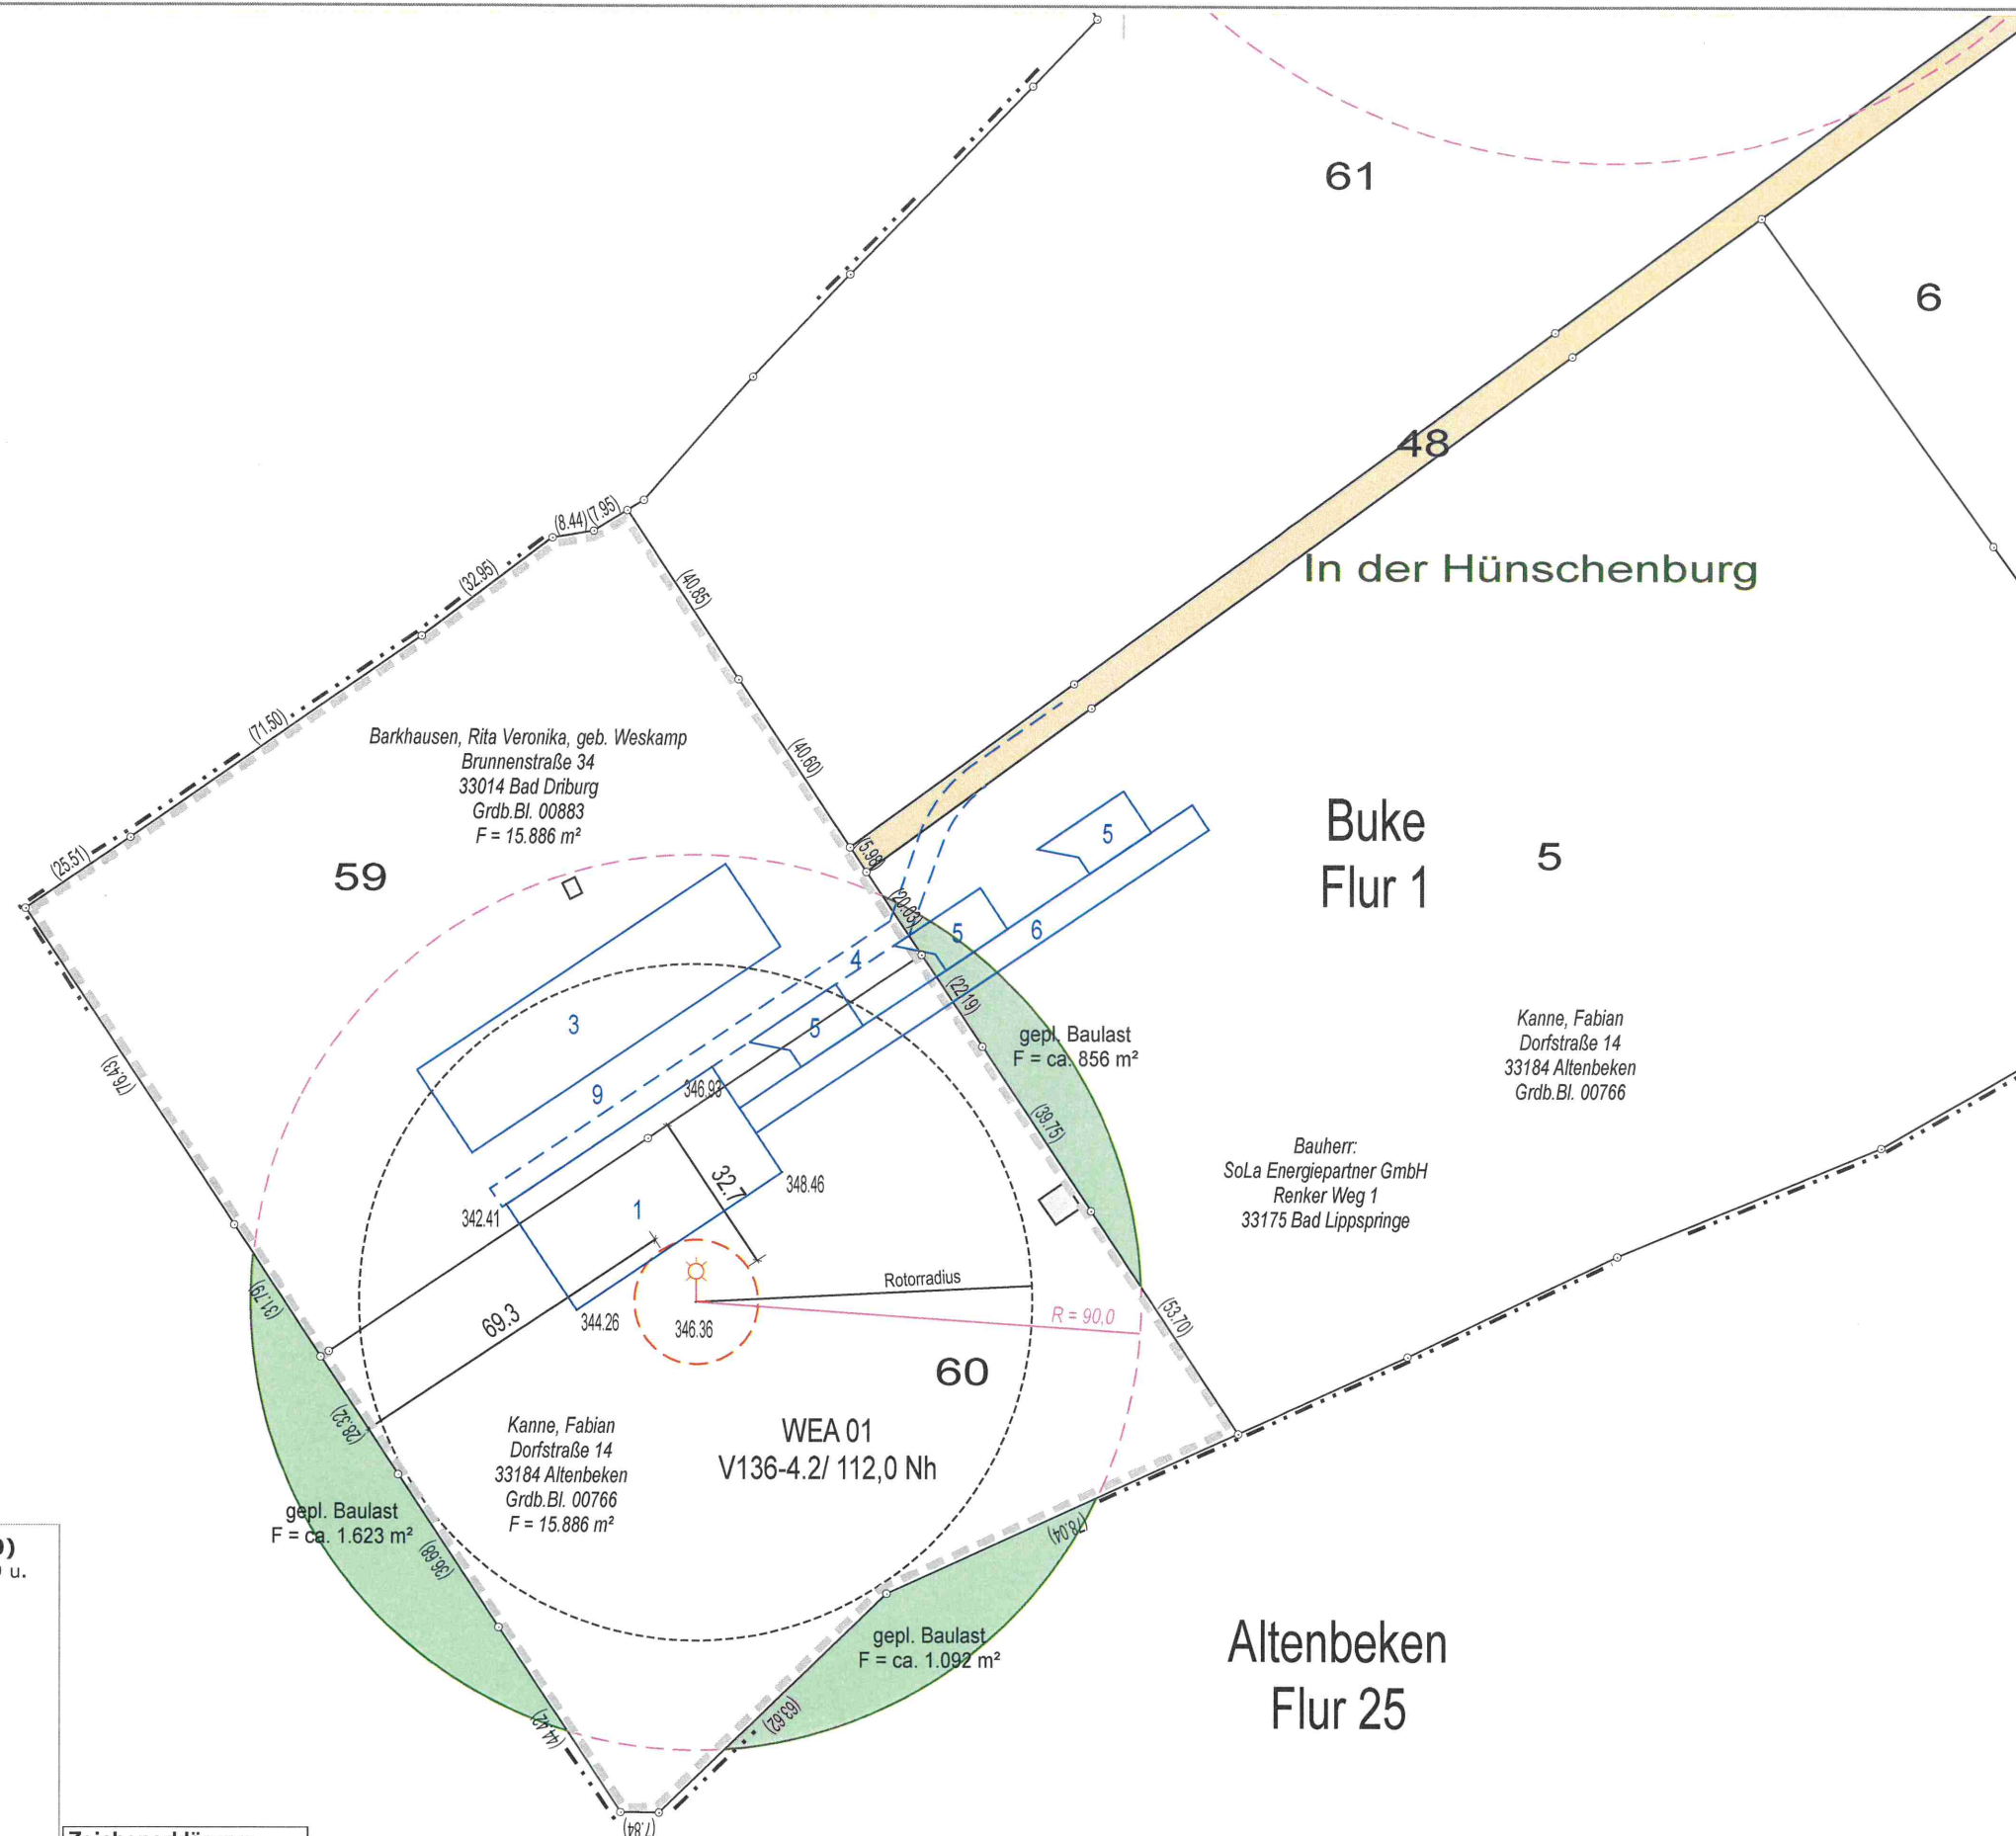 61
6
48
In der Hünschenburg
(8.44)
(7.95)
(32.95)
(40.85)
(71.50)
(40.60)
(25.51)
Barkhausen, Rita Veronika, geb. Weskamp
Brunnenstraße 34
33014 Bad Driburg
Grdb.Bl. 00883
F = 15.886 m²
59
(5.98)
Buke
Flur 1
5
5
(20.03)
5
6
4
(22.19)
3
5
gepl. Baulast
F = ca. 856 m²
Kanne, Fabian
Dorfstraße 14
33184 Altenbeken
Grdb.Bl. 00766
(76.43)
9
346.93
(39.75)
Bauherr:
SoLa Energiepartner GmbH
Renker Weg 1
33175 Bad Lippspringe
32.7
348.46
342.41
1
Rotorradius
R = 90,0
(53.70)
(31.79)
69.3
344.26
346.36
60
(28.32)
Kanne, Fabian
Dorfstraße 14
33184 Altenbeken
Grdb.Bl. 00766
F = 15.886 m²
WEA 01
V136-4.2/ 112,0 Nh
gepl. Baulast
F = ca. 1.623 m²
(36.68)
(78.04)
u.
gepl. Baulast
F = ca. 1.092 m²
Altenbeken
Flur 25
(63.62)
(44.42)
(7.84)